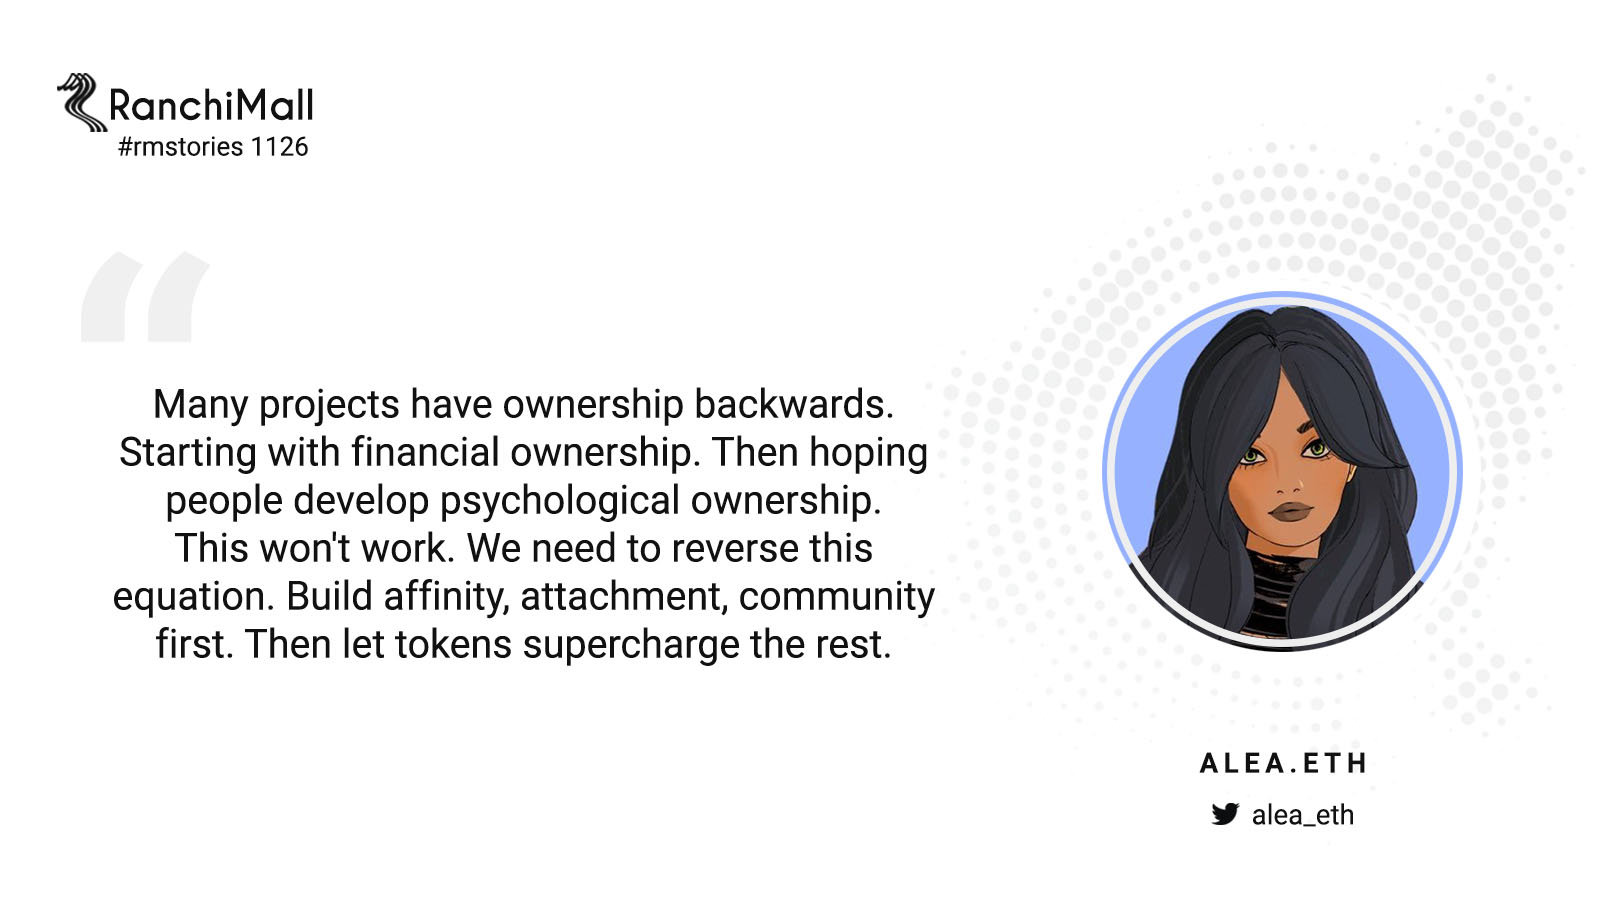 RanchiMall
#rmstories 1126
“
Many projects have ownership backwards.
Starting with financial ownership. Then hoping
people develop psychological ownership.
This won't work. We need to reverse this
equation. Build affinity, attachment, community
first. Then let tokens supercharge the rest.
ALEA.ETH
alea_eth